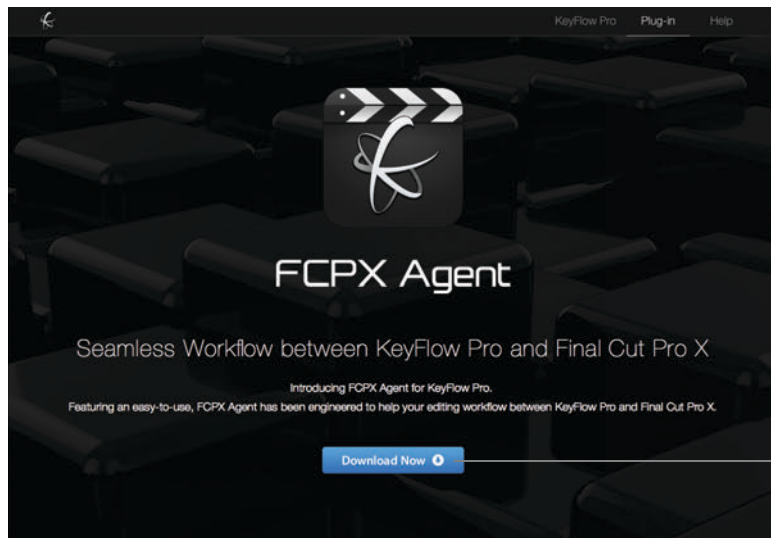 KeyFlow Pro Plug-in Help
FCPX Agent
Seamless Workflow between KeyFlow Pro and Final Cut Pro X
Introducing FCPX Agent for KeyFlow Pro.
Featuring an easy-to-use, FCPX Agent has been engineered to help your editing workflow between KeyFlow Pro and Final Cut Pro X.
Download Now